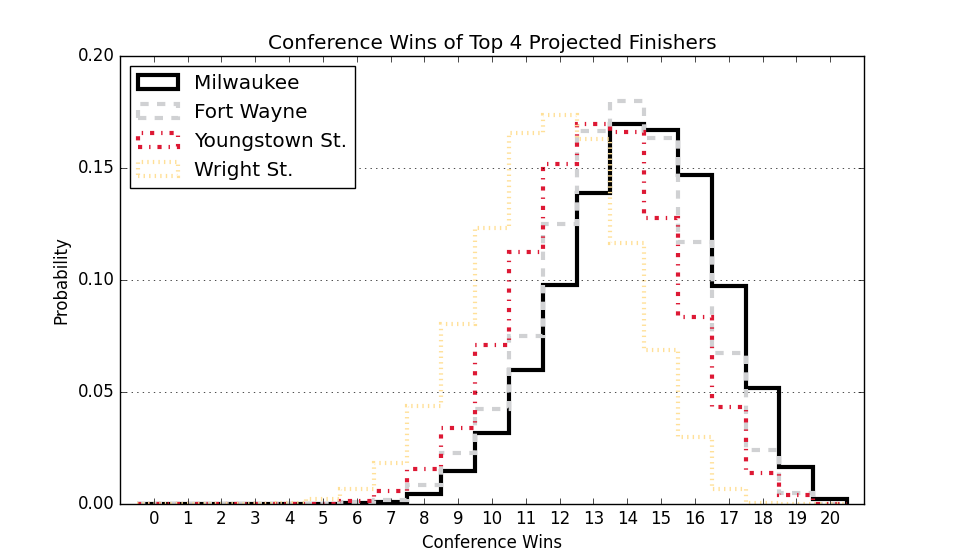 Conference Wins of Top 4 Projected Finishers
Milwaukee
Fort Wayne
Youngstown St.
Wright St.
0.20
0.15
0.10
0.05
0.00
Probability
0 1 2 3 4 5 6 7 8 9 10 11 12 13 14 15 16 17 18 19 20
Conference Wins